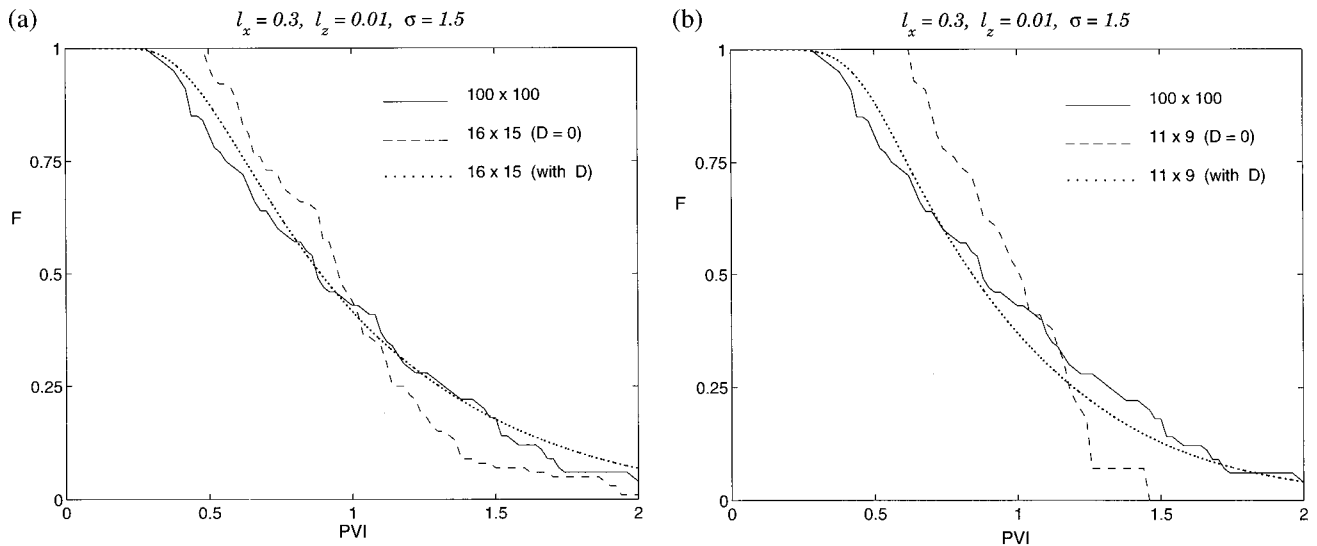 (a) l_x = 0.3, l_z = 0.01, σ = 1.5
1
0.75
0.5
0.25
0
F
100 x 100
16 x 15 (D = 0)
16 x 15 (with D)
0 0.5 1 1.5 2
PVI
(b) l_x = 0.3, l_z = 0.01, σ = 1.5
1
0.75
0.5
0.25
0
F
100 x 100
11 x 9 (D = 0)
11 x 9 (with D)
0 0.5 1 1.5 2
PVI